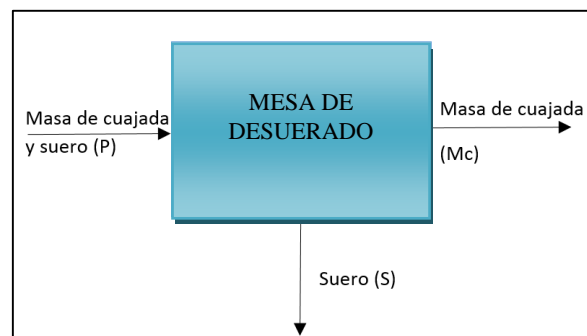 MESA DE
DESUERADO
Masa de cuajada
y suero (P)
Masa de cuajada
(Mc)
Suero (S)